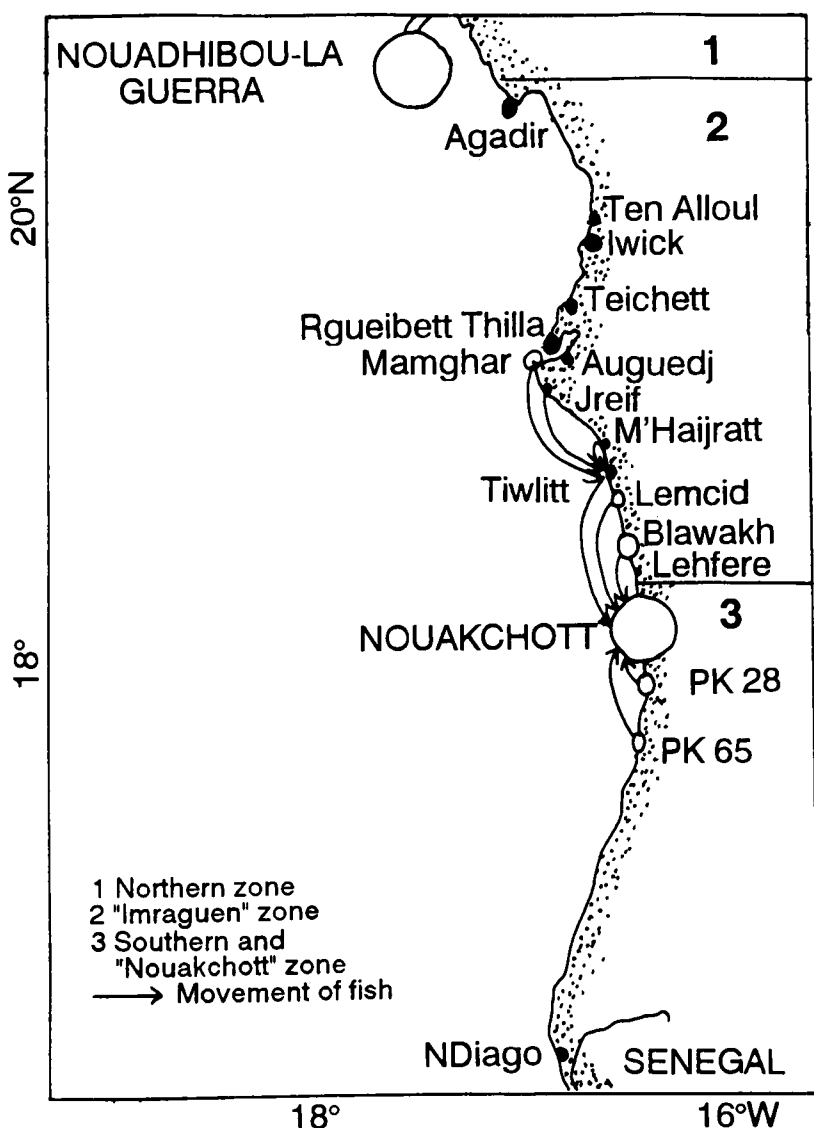 NOUADHIBOU-LA
GUERRA
1
Agadir
2
20°N
Ten Alloul
Iwick
Teichett
Rgueibett Thilla
Mamghar
Auguedj
Jreif
M'Haijratt
Tiwlitt
Lemcid
Blawakh
Lehfere
3
NOUAKCHOTT
18°
PK 28
PK 65
1 Northern zone
2 "Imraguen" zone
3 Southern and
"Nouakchott" zone
Movement of fish
NDiago
SENEGAL
18°
16°W